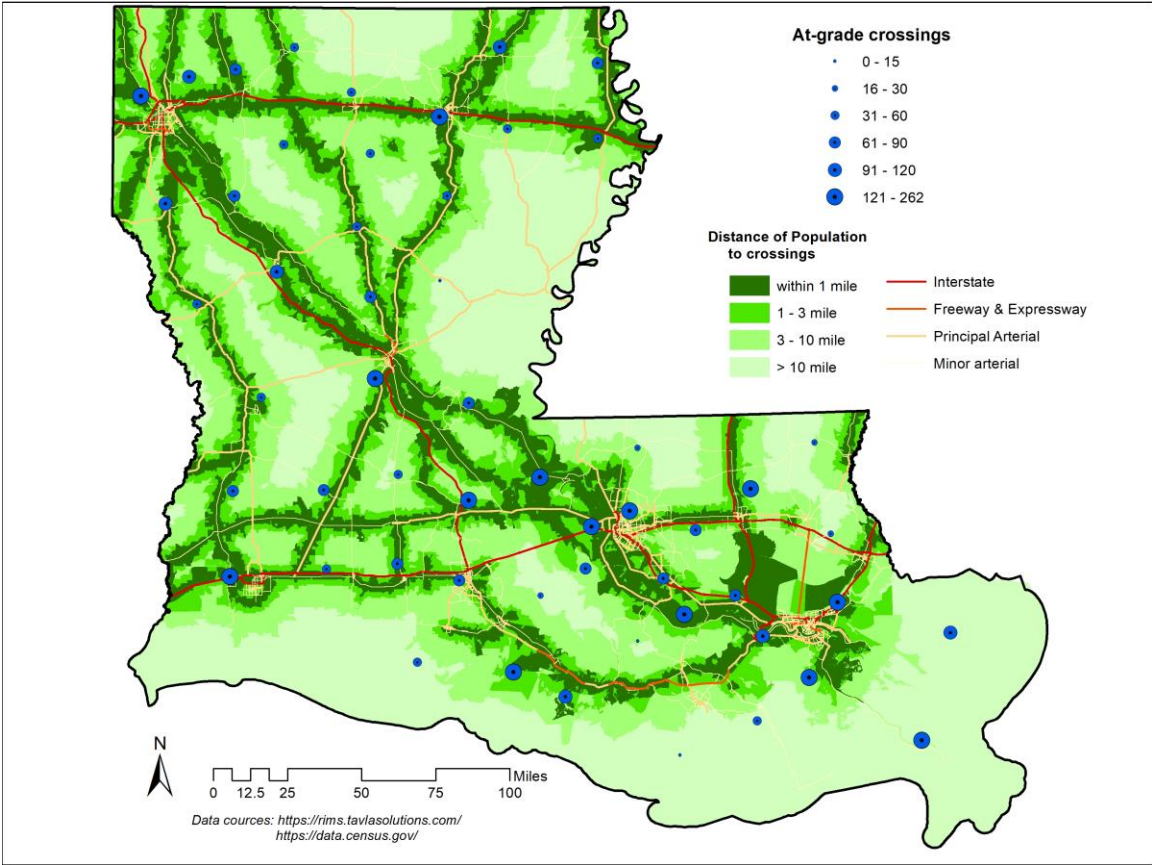 At-grade crossings
0 - 15
16 - 30
31 - 60
61 - 90
91 - 120
121 - 262
Distance of Population
to crossings
within 1 mile
1 - 3 mile
3 - 10 mile
> 10 mile
Interstate
Freeway & Expressway
Principal Arterial
Minor arterial
N
Miles
0 12.5 25 50 75 100
Data cources: https://rims.tavlasolutions.com/
https://data.census.gov/